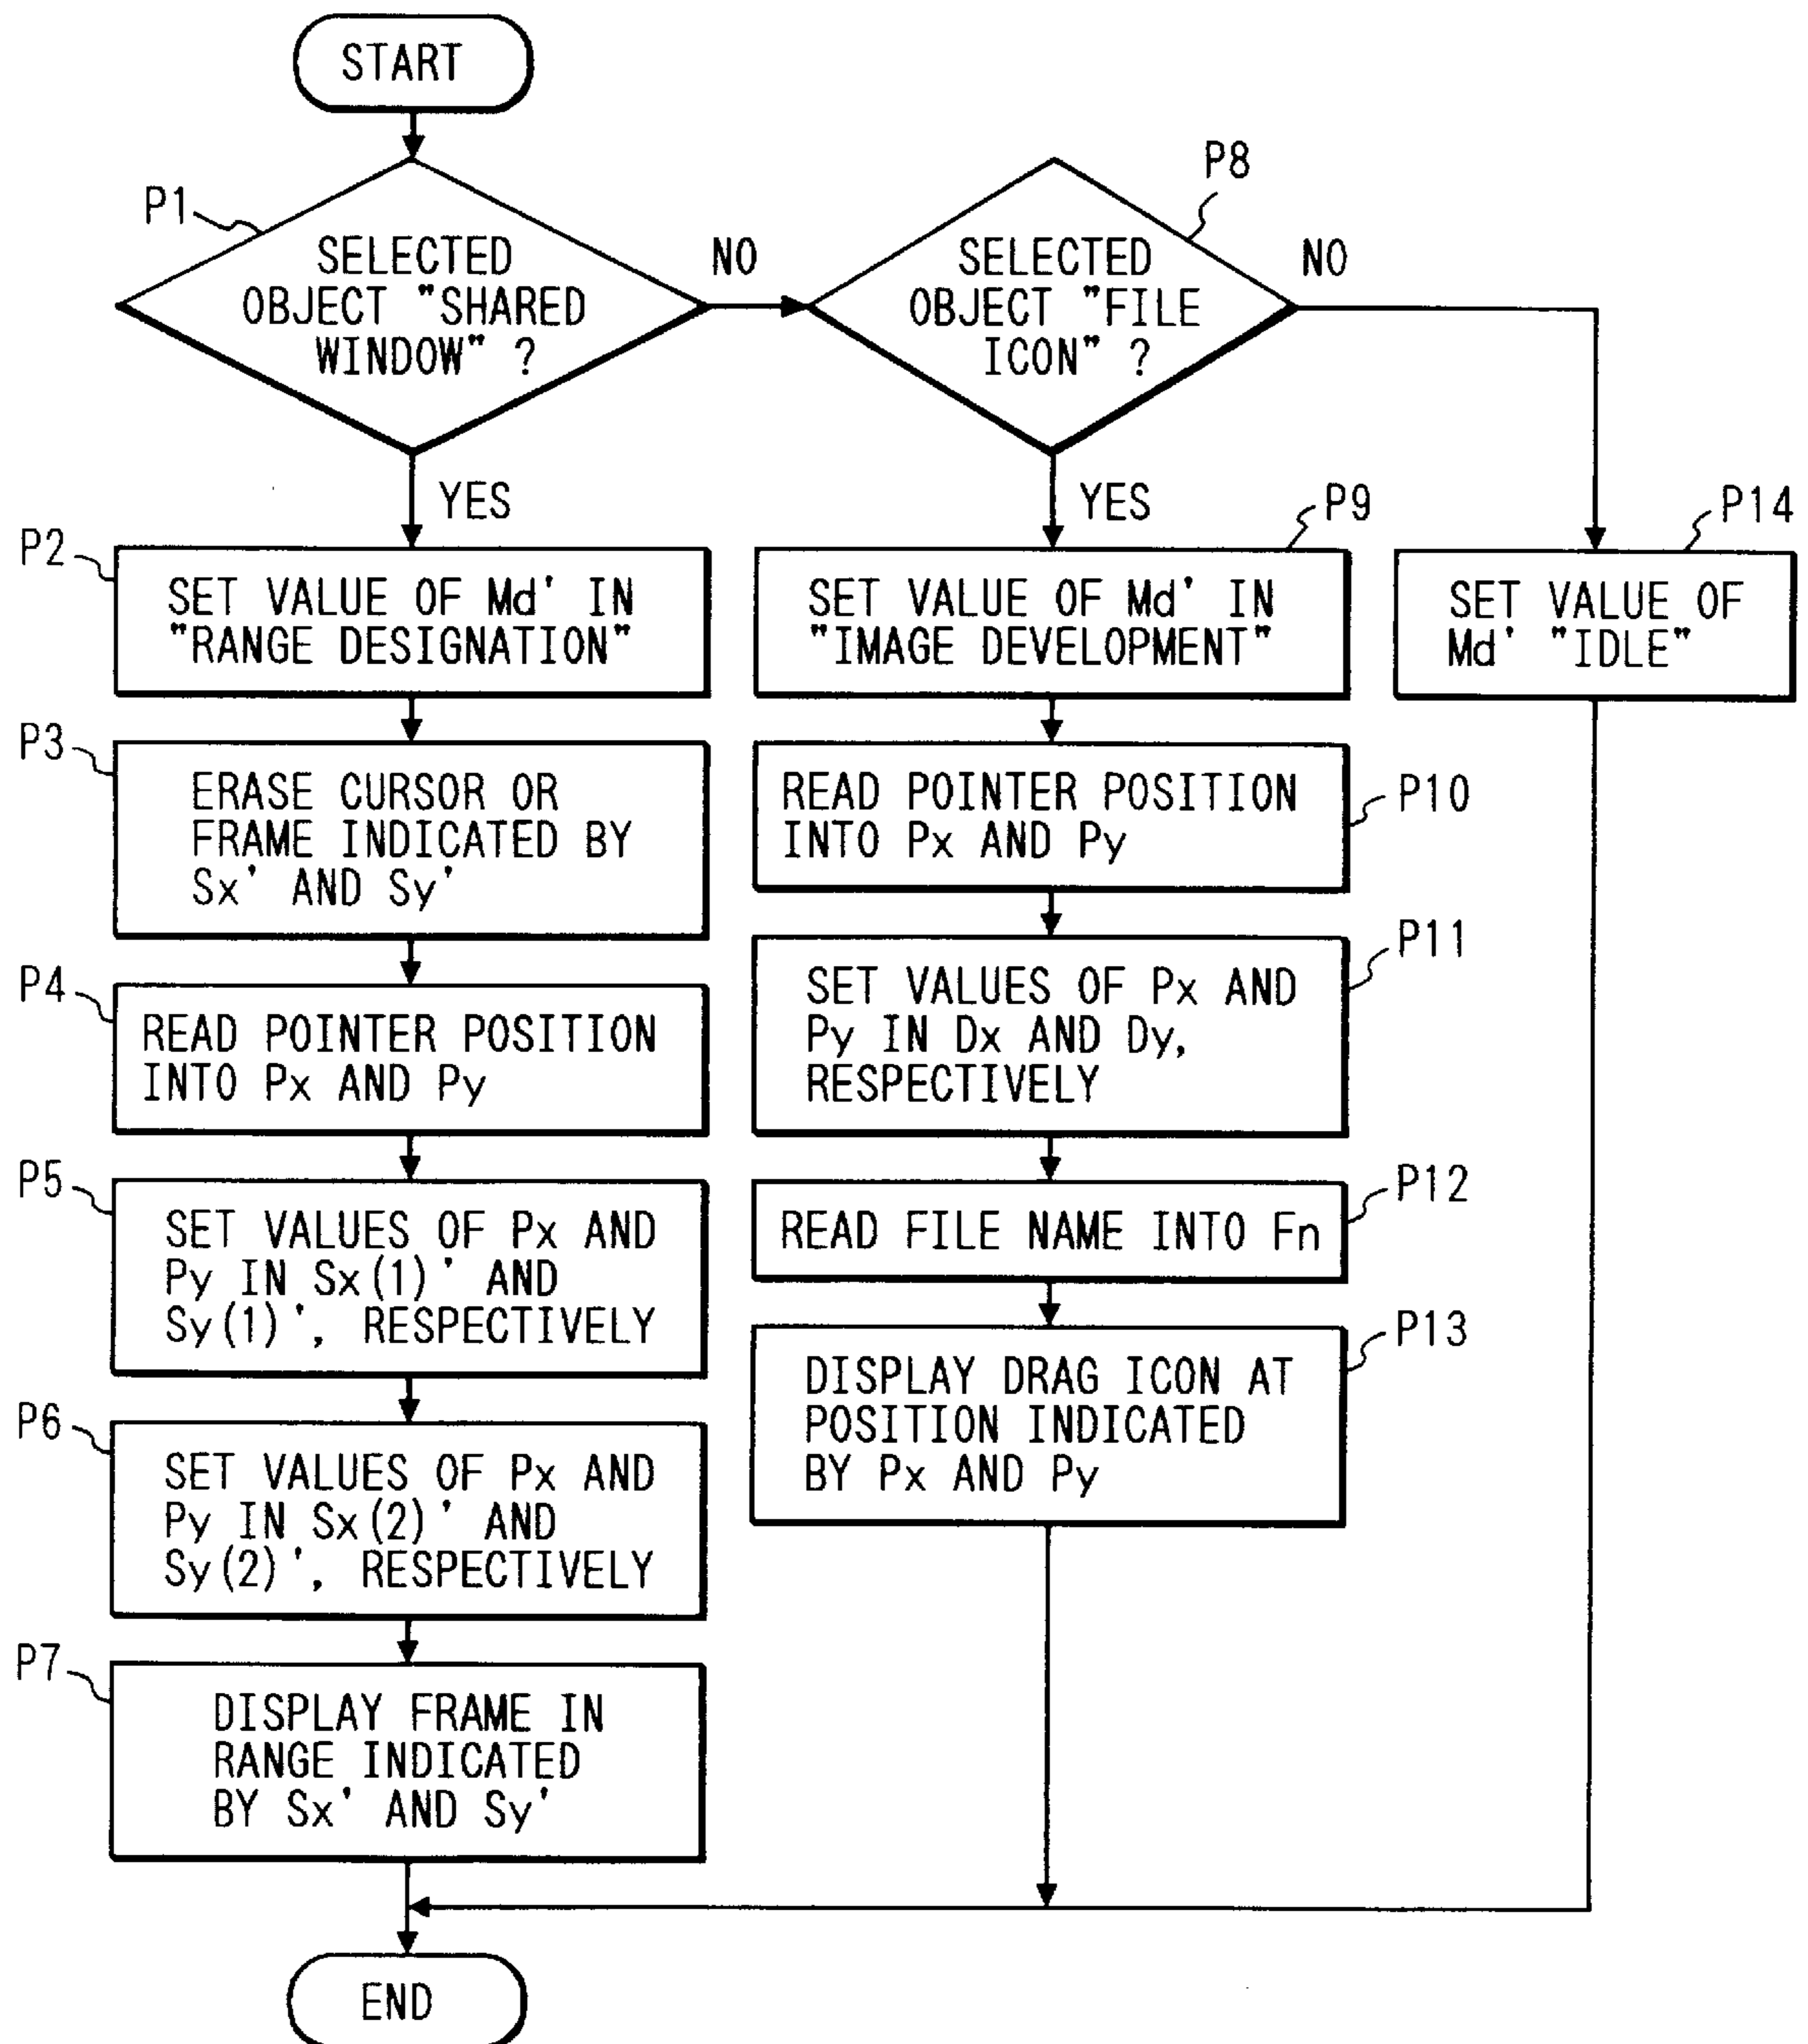 START
P1
SELECTED
OBJECT "SHARED
WINDOW" ?
NO
YES
P2
SET VALUE OF Md' IN
"RANGE DESIGNATION"
P3
ERASE CURSOR OR
FRAME INDICATED BY
Sx' AND Sy'
P4
READ POINTER POSITION
INTO Px AND Py
P5
SET VALUES OF Px AND
Py IN Sx(1)' AND
Sy(1)', RESPECTIVELY
P6
SET VALUES OF Px AND
Py IN Sx(2)' AND
Sy(2)', RESPECTIVELY
P7
DISPLAY FRAME IN
RANGE INDICATED
BY Sx' AND Sy'
END
P8
SELECTED
OBJECT "FILE
ICON" ?
NO
YES
P9
SET VALUE OF Md' IN
"IMAGE DEVELOPMENT"
P10
READ POINTER POSITION
INTO Px AND Py
P11
SET VALUES OF Px AND
Py IN Dx AND Dy,
RESPECTIVELY
P12
READ FILE NAME INTO Fn
P13
DISPLAY DRAG ICON AT
POSITION INDICATED
BY Px AND Py
P14
SET VALUE OF
Md' "IDLE"